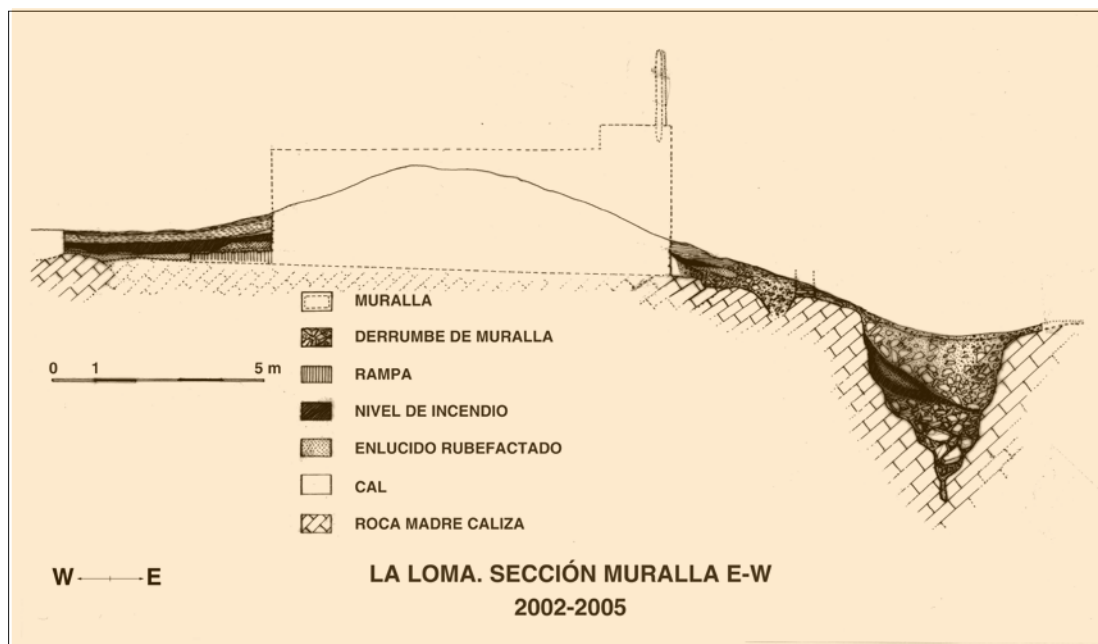 MURALLA
DERRUMBE DE MURALLA
0 1 5 m
RAMPA
NIVEL DE INCENDIO
ENLUCIDO RUBEFACTADO
CAL
ROCA MADRE CALIZA
W E
LA LOMA. SECCIÓN MURALLA E-W
2002-2005